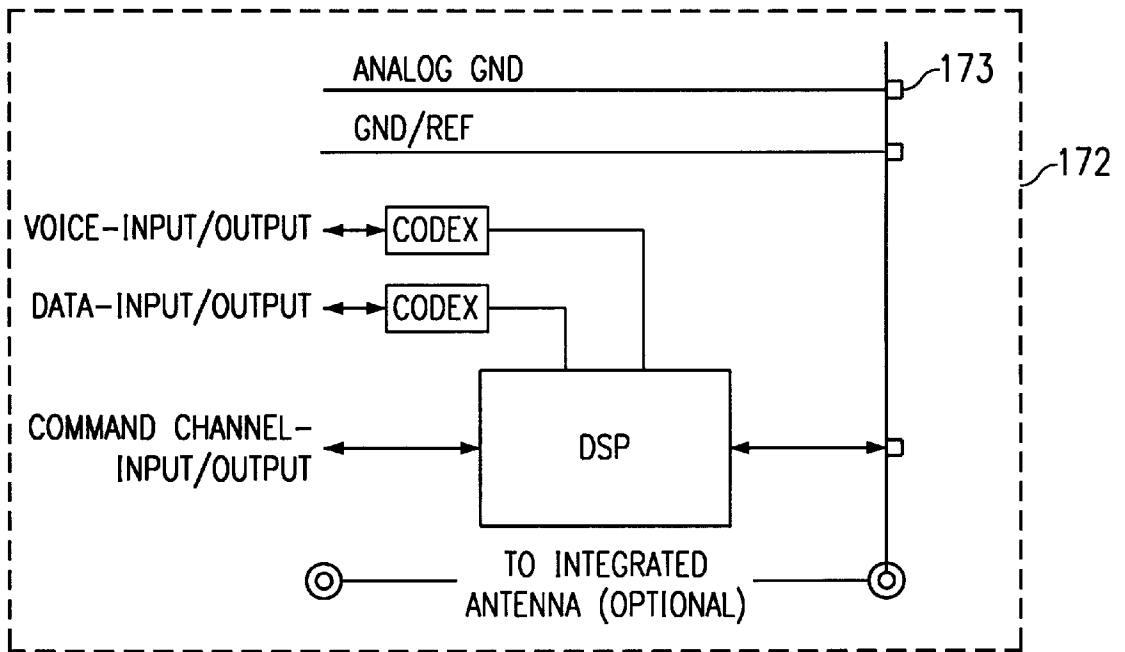 ANALOG GND
173
GND/REF
172
VOICE-INPUT/OUTPUT
CODEX
DATA-INPUT/OUTPUT
CODEX
COMMAND CHANNEL-
INPUT/OUTPUT
DSP
TO INTEGRATED
ANTENNA (OPTIONAL)